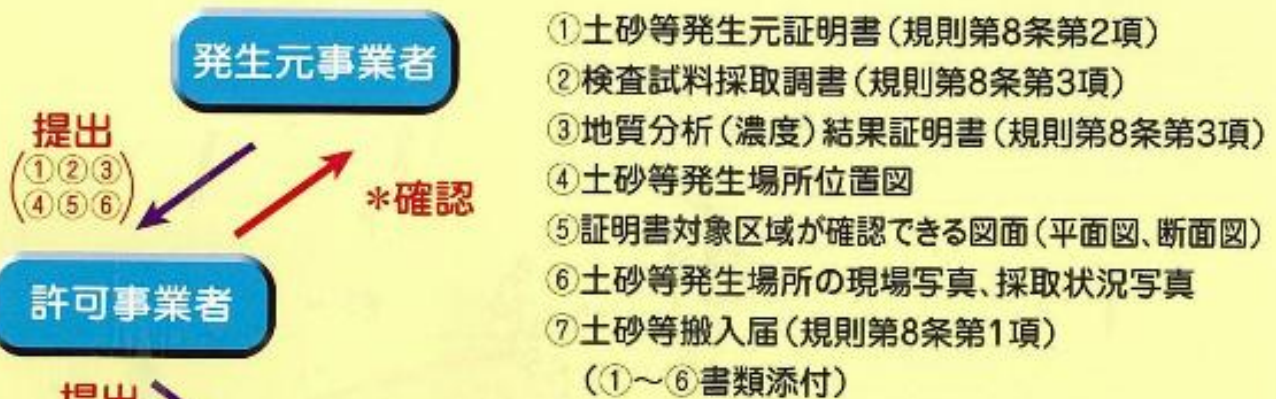 発生元事業者
提出
①②③
④⑤⑥
*確認
許可事業者
提出
①土砂等発生元証明書(規則第8条第2項)
②検査試料採取調書(規則第8条第3項)
③地質分析(濃度)結果証明書(規則第8条第3項)
④土砂等発生場所位置図
⑤証明書対象区域が確認できる図面(平面図、断面図)
⑥土砂等発生場所の現場写真、採取状況写真
⑦土砂等搬入届(規則第8条第1項)
(①~⑥書類添付)